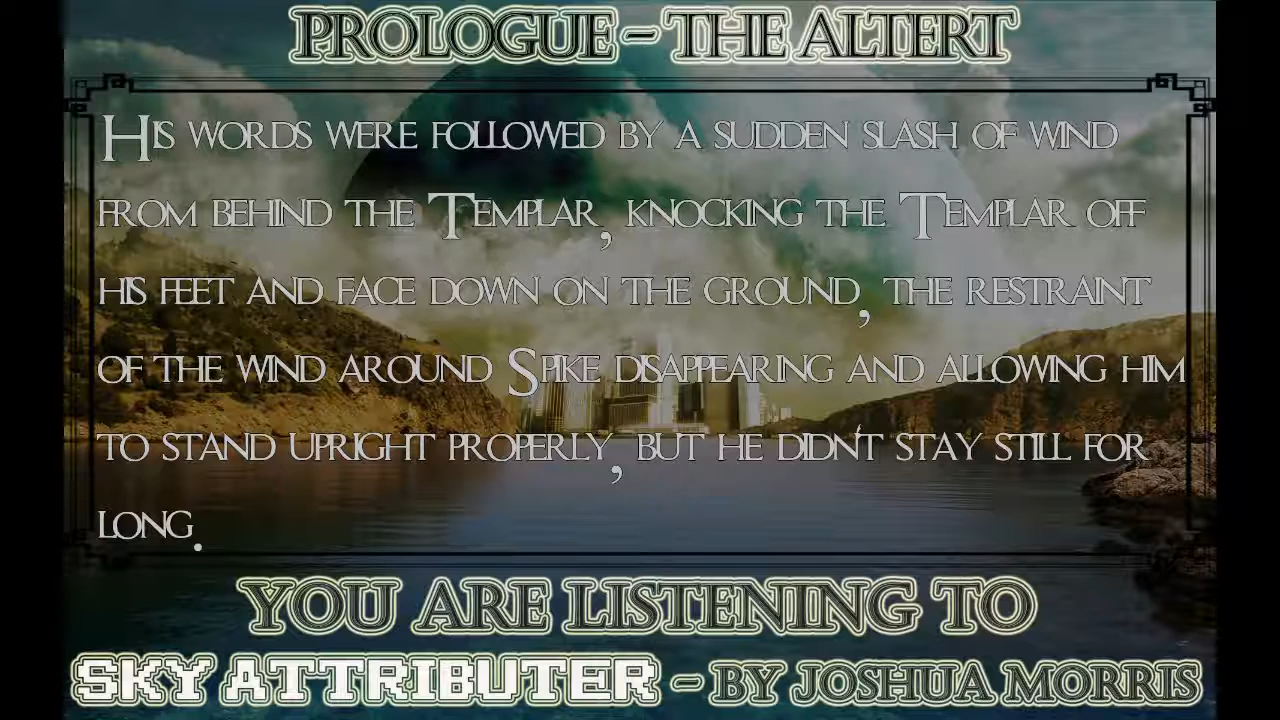 PROLOGUE - THE ALTERT
HIS WORDS WERE FOLLOWED BY A SUDDEN SLASH OF WIND
FROM BEHIND THE TEMPLAR, KNOCKING THE TEMPLAR OFF
HIS FEET AND FACE DOWN ON THE GROUND, THE RESTRAINT
OF THE WIND AROUND SPIKE DISAPPEARING AND ALLOWING HIM
TO STAND UPRIGHT PROPERLY, BUT HE DIDN'T STAY STILL FOR
LONG.
YOU ARE LISTENING TO
SKY ATTRIBUTER - BY JOSHUA MORRIS